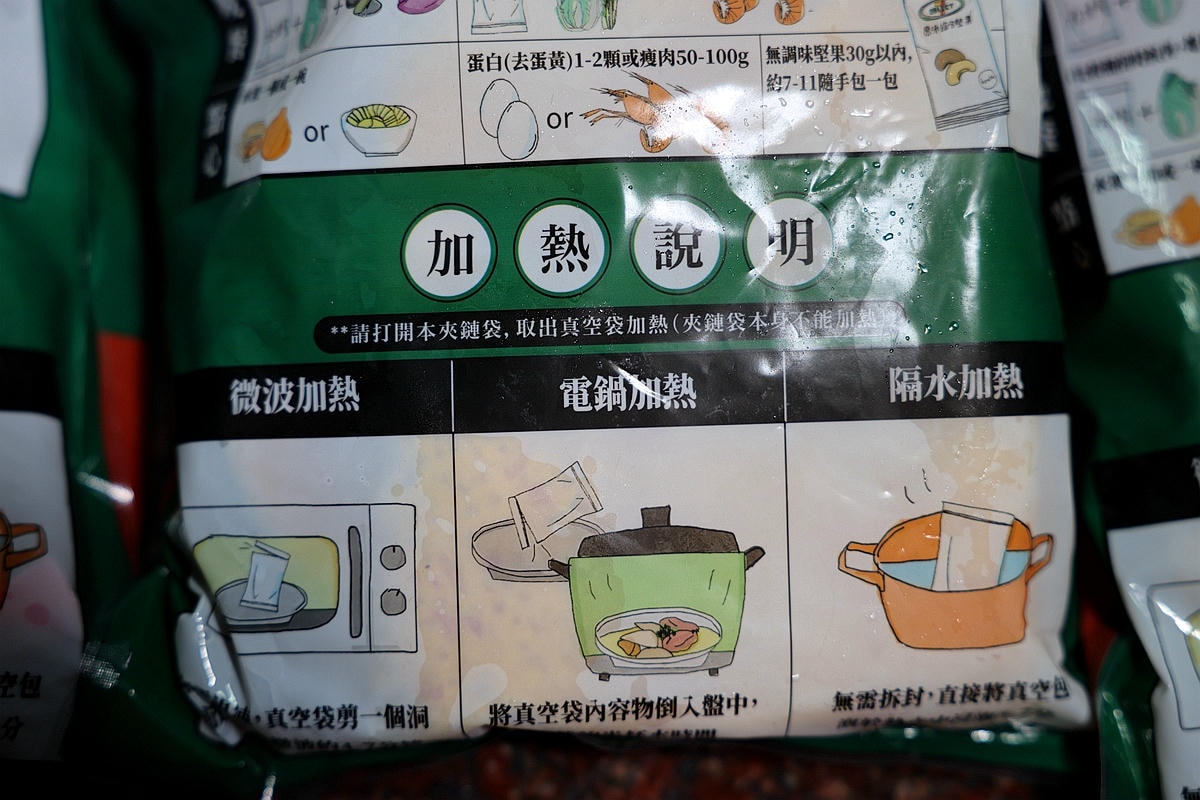 蛋白(去蛋黃)1-2顆或瘦肉50-100g
無調味堅果30g以內,
約7-11隨手包一包
or
or
加熱說明
**請打開本夾鏈袋, 取出真空袋加熱(夾鏈袋本身不能加熱)
微波加熱
電鍋加熱
隔水加熱
,真空袋剪一個洞
將真空袋內容物倒入盤中,
無需拆封,直接將真空包
空包
分